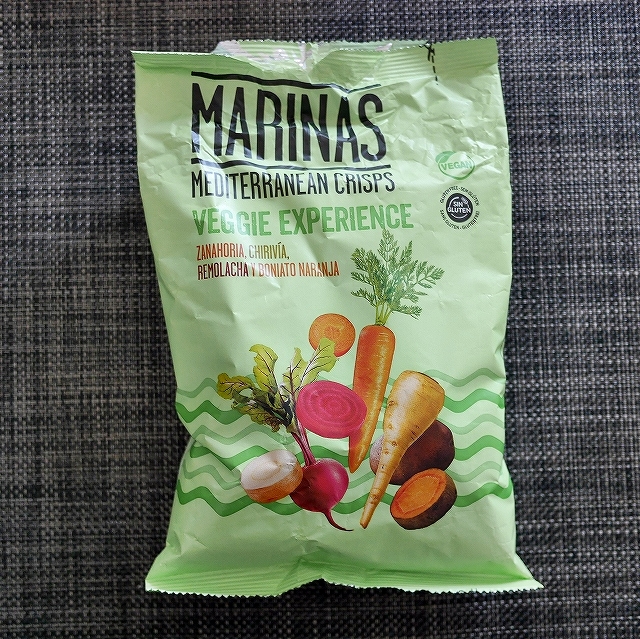 MARINAS
MEDITERRANEAN CRISPS
VEGAN
VEGGIE EXPERIENCE
SIN
GLUTEN
ZANAHORIA, CHIRIVÍA,
REMOLACHA Y BONIATO NARANJA